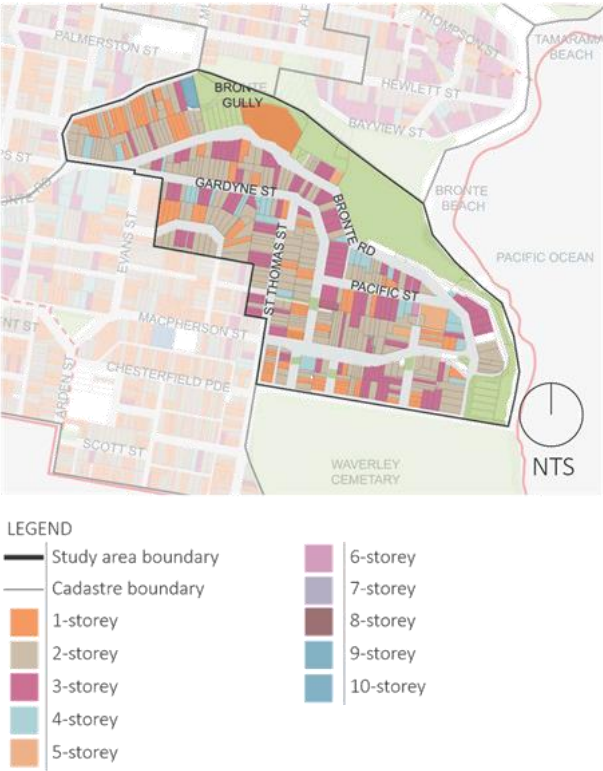 THOMPSON ST
PALMERSTON ST
TAMARAMA
BEACH
BRONTE
GULLY
HEWLETT ST
BAYVIEW ST
GARDYNE ST
BRONTE
BEACH
BRONTE RD
EVANS ST
ST THOMAS ST
PACIFIC OCEAN
PACIFIC ST
MACPHERSON ST
CHESTERFIELD PDE
ARDEN ST
SCOTT ST
WAVERLEY
CEMETARY
NTS
LEGEND
Study area boundary
Cadastre boundary
1-storey
2-storey
3-storey
4-storey
5-storey
6-storey
7-storey
8-storey
9-storey
10-storey